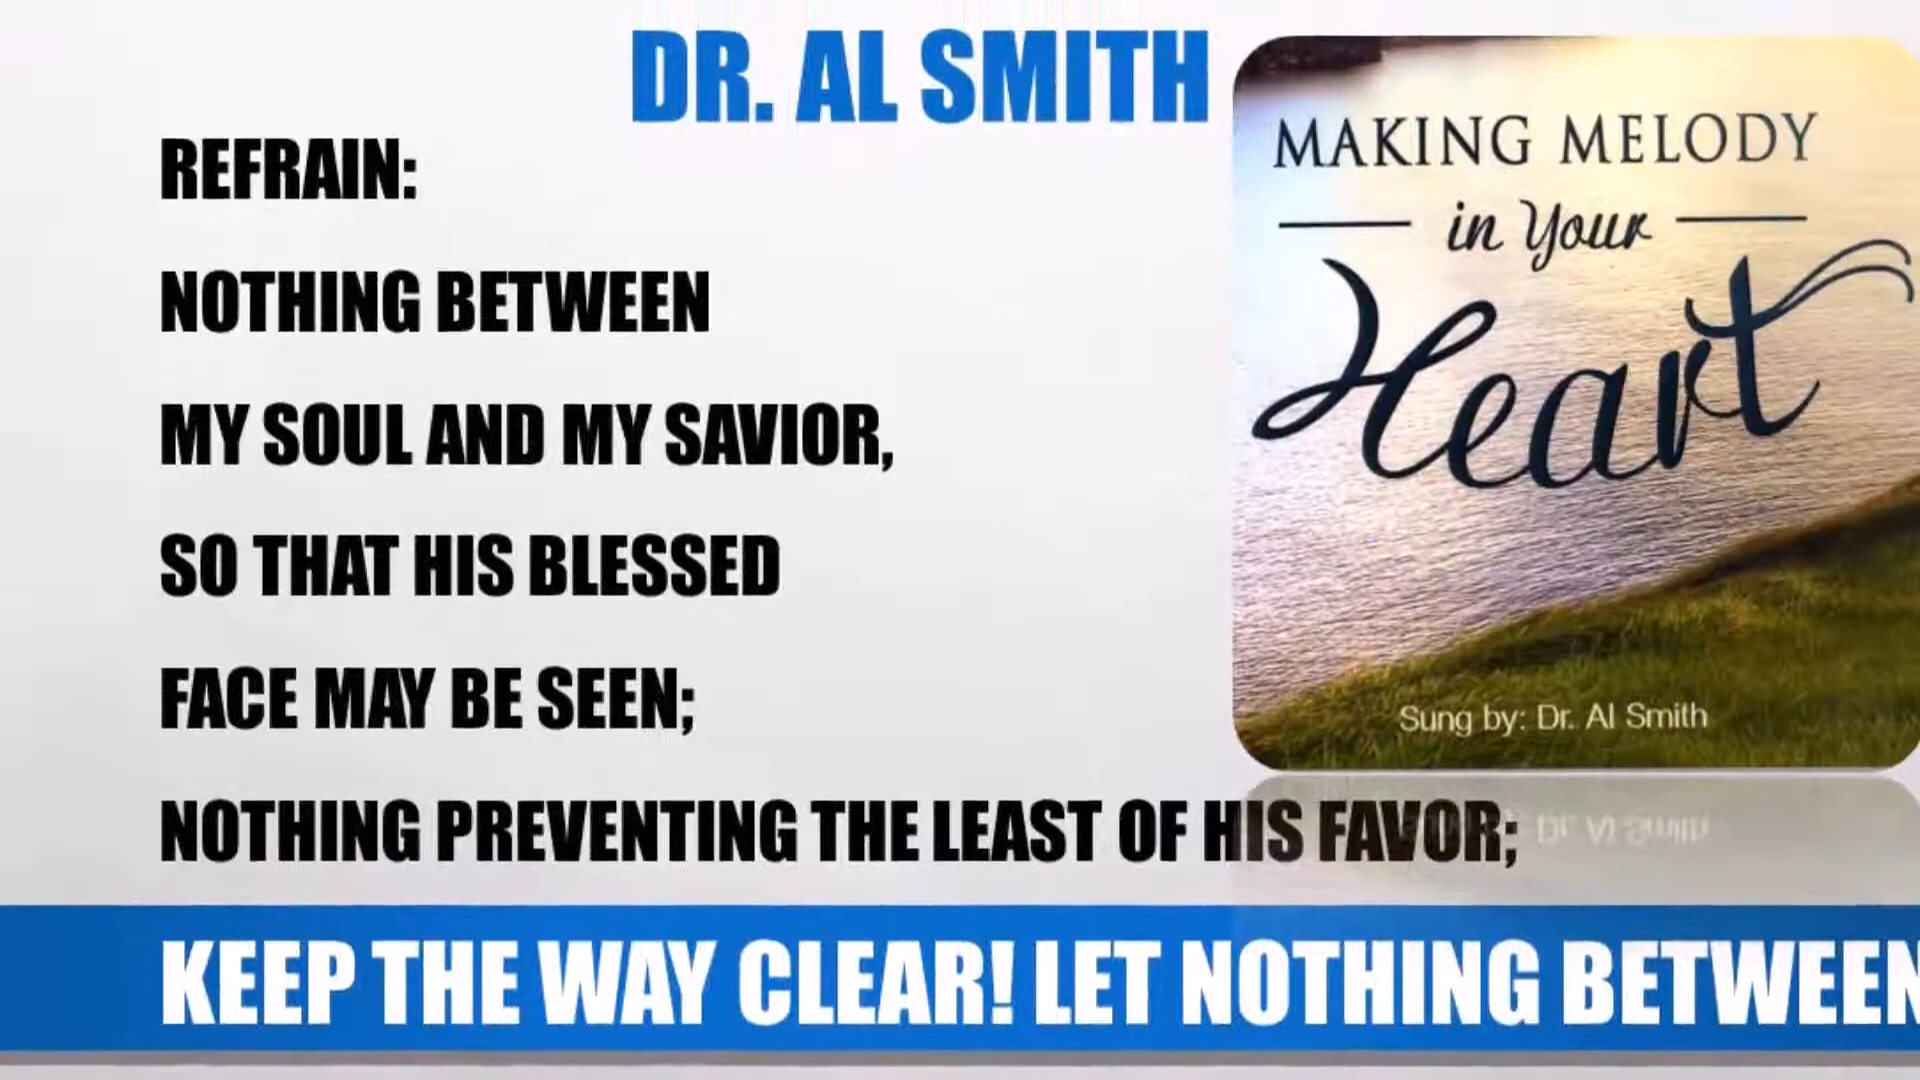 DR. AL SMITH
REFRAIN:
NOTHING BETWEEN
MY SOUL AND MY SAVIOR,
SO THAT HIS BLESSED
FACE MAY BE SEEN;
NOTHING PREVENTING THE LEAST OF HIS FAVOR;
KEEP THE WAY CLEAR! LET NOTHING BETWEEN
MAKING MELODY
in Your
Heart
Sung by: Dr. Al Smith